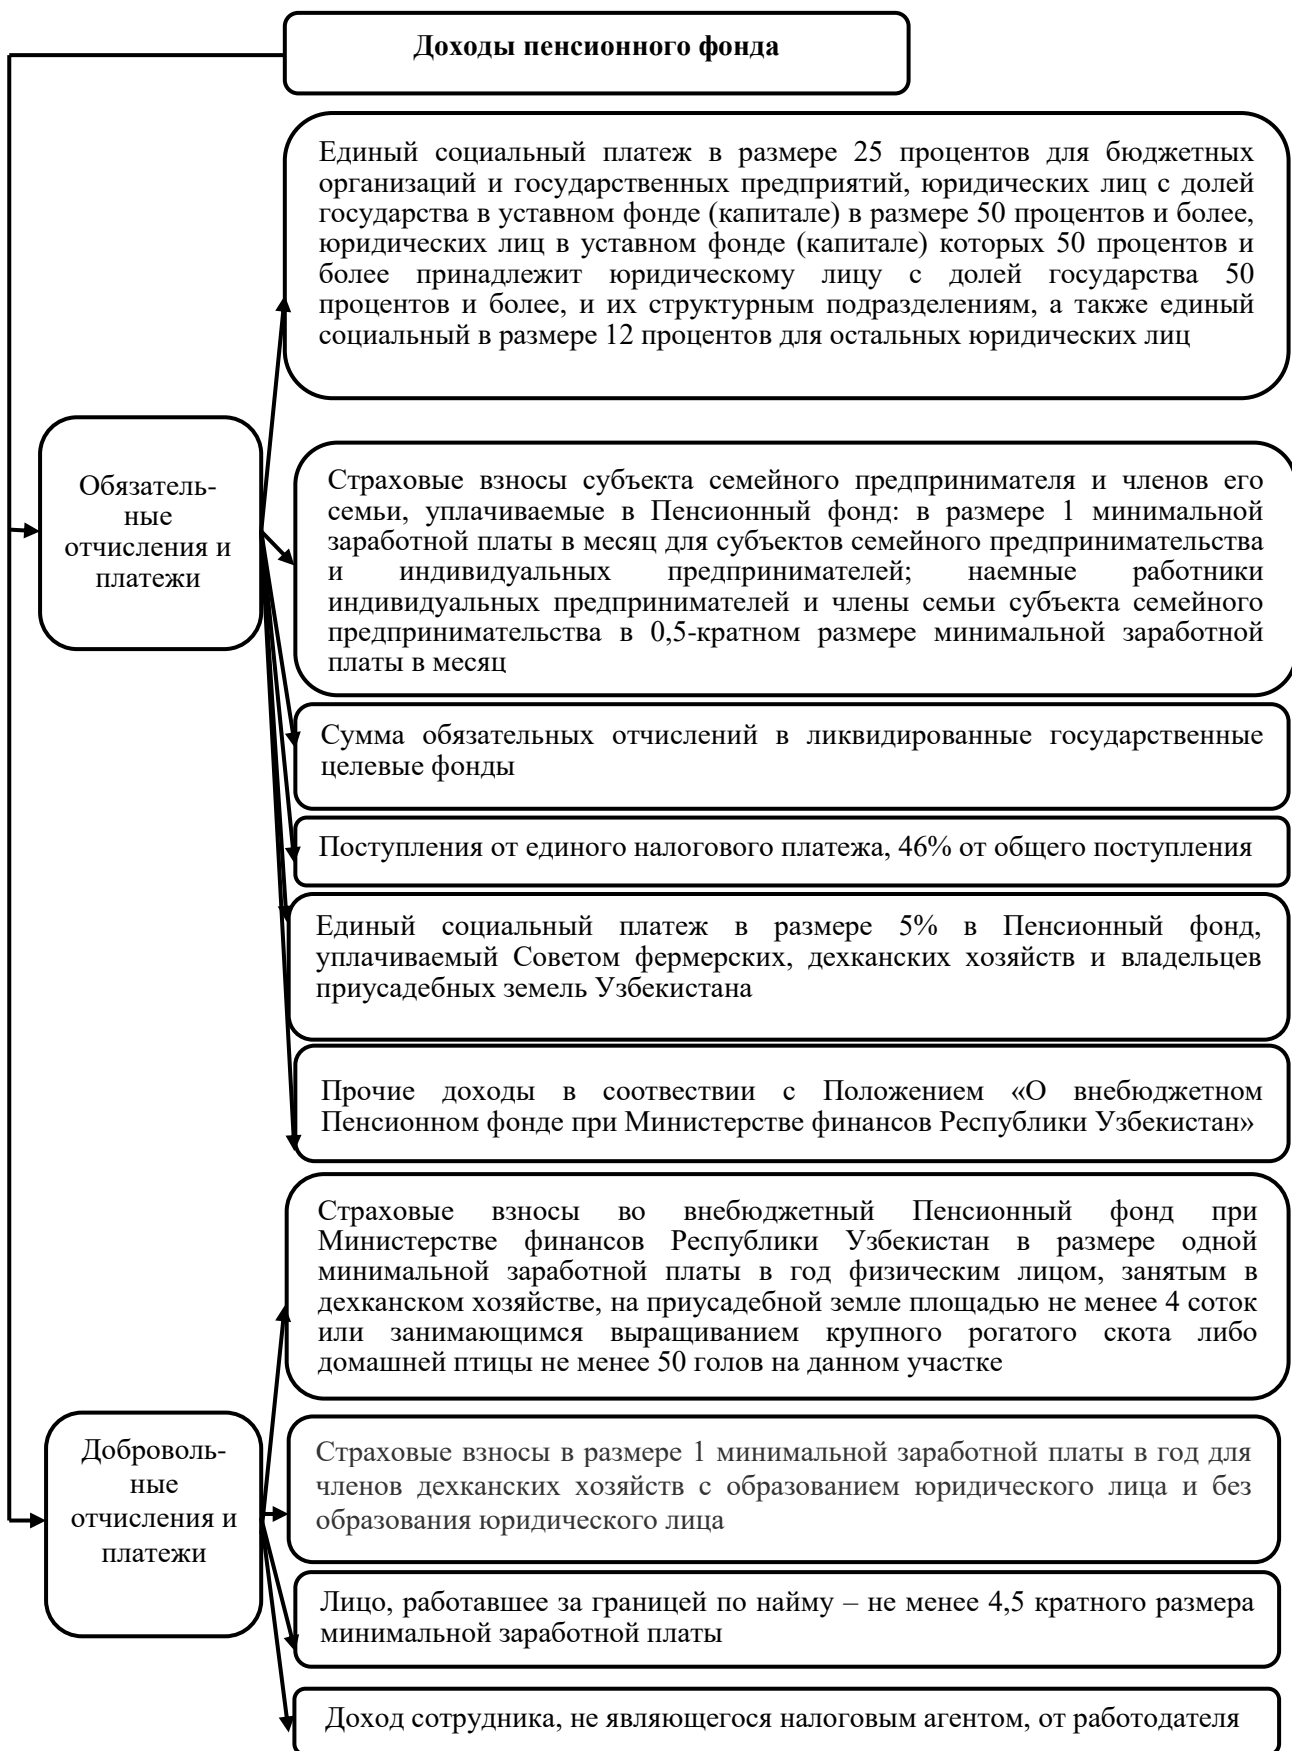 Доходы пенсионного фонда
Единый социальный платеж в размере 25 процентов для бюджетных
организаций и государственных предприятий, юридических лиц с долей
государства в уставном фонде (капитале) в размере 50 процентов и более,
юридических лиц в уставном фонде (капитале) которых 50 процентов и
более принадлежит юридическому лицу с долей государства 50
процентов и более, и их структурным подразделениям, а также единый
социальный в размере 12 процентов для остальных юридических лиц
Обязатель-
ные
отчисления и
платежи
Страховые взносы субъекта семейного предпринимателя и членов его
семьи, уплачиваемые в Пенсионный фонд: в размере 1 минимальной
заработной платы в месяц для субъектов семейного предпринимательства
и индивидуальных предпринимателей; наемные работники
индивидуальных предпринимателей и члены семьи субъекта семейного
предпринимательства в 0,5-кратном размере минимальной заработной
платы в месяц
Сумма обязательных отчислений в ликвидированные государственные
целевые фонды
Поступления от единого налогового платежа, 46% от общего поступления
Единый социальный платеж в размере 5% в Пенсионный фонд,
уплачиваемый Советом фермерских, дехканских хозяйств и владельцев
приусадебных земель Узбекистана
Прочие доходы в соотвествии с Положением «О внебюджетном
Пенсионном фонде при Министерстве финансов Республики Узбекистан»
Страховые взносы во внебюджетный Пенсионный фонд при
Министерстве финансов Республики Узбекистан в размере одной
минимальной заработной платы в год физическим лицом, занятым в
дехканском хозяйстве, на приусадебной земле площадью не менее 4 соток
или занимающимся выращиванием крупного рогатого скота либо
домашней птицы не менее 50 голов на данном участке
Доброволь-
ные
отчисления и
платежи
Страховые взносы в размере 1 минимальной заработной платы в год для
членов дехканских хозяйств с образованием юридического лица и без
образования юридического лица
Лицо, работавшее за границей по найму – не менее 4,5 кратного размера
минимальной заработной платы
Доход сотрудника, не являющегося налоговым агентом, от работодателя